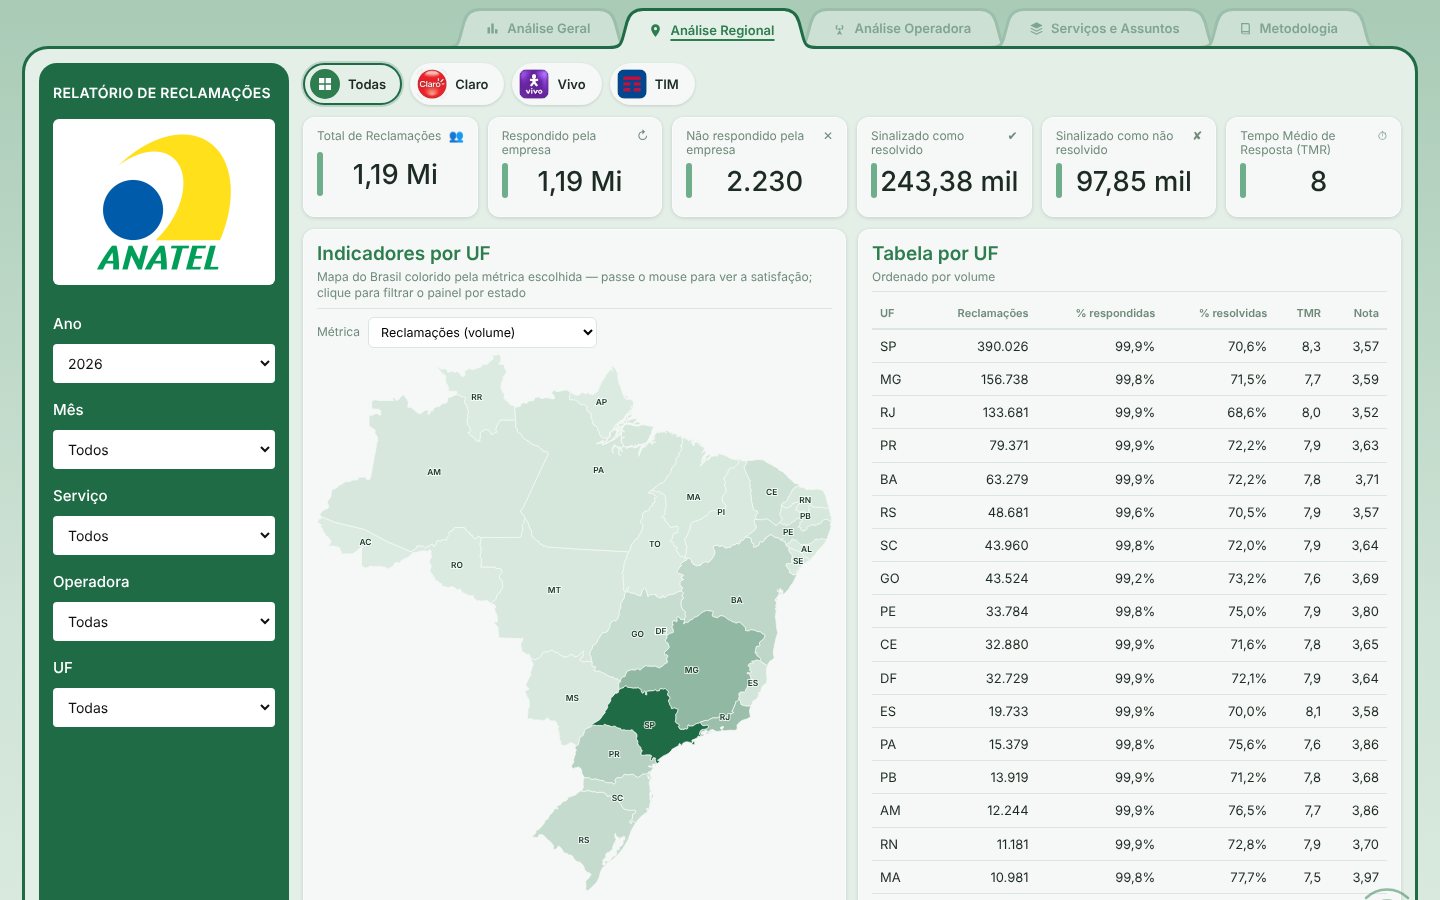 Análise Geral
Análise Regional
Análise Operadora
Serviços e Assuntos
Metodologia
RELATÓRIO DE RECLAMAÇÕES
ANATEL
Ano
2026
Mês
Todos
Serviço
Todos
Operadora
Todas
UF
Todas
Todas
Claro
Claro
vivo
Vivo
TIM
Total de Reclamações
1,19 Mi
Respondido pela
empresa
1,19 Mi
Não respondido pela
empresa
2.230
Sinalizado como
resolvido
243,38 mil
Sinalizado como não
resolvido
97,85 mil
Tempo Médio de
Resposta (TMR)
8
Indicadores por UF
Mapa do Brasil colorido pela métrica escolhida — passe o mouse para ver a satisfação;
clique para filtrar o painel por estado
Métrica
Reclamações (volume)
RR
AP
AM
PA
MA
CE
RN
PI
PB
PE
AC
TO
AL
SE
RO
MT
BA
GO
DF
MG
ES
MS
RJ
SP
PR
SC
RS
Tabela por UF
Ordenado por volume
UF Reclamações % respondidas % resolvidas TMR Nota
SP 390.026 99,9% 70,6% 8,3 3,57
MG 156.738 99,8% 71,5% 7,7 3,59
RJ 133.681 99,9% 68,6% 8,0 3,52
PR 79.371 99,9% 72,2% 7,9 3,63
BA 63.279 99,9% 72,2% 7,8 3,71
RS 48.681 99,6% 70,5% 7,9 3,57
SC 43.960 99,8% 72,0% 7,9 3,64
GO 43.524 99,2% 73,2% 7,6 3,69
PE 33.784 99,8% 75,0% 7,9 3,80
CE 32.880 99,9% 71,6% 7,8 3,65
DF 32.729 99,9% 72,1% 7,9 3,64
ES 19.733 99,9% 70,0% 8,1 3,58
PA 15.379 99,8% 75,6% 7,6 3,86
PB 13.919 99,9% 71,2% 7,8 3,68
AM 12.244 99,9% 76,5% 7,7 3,86
RN 11.181 99,9% 72,8% 7,9 3,70
MA 10.981 99,8% 77,7% 7,5 3,97